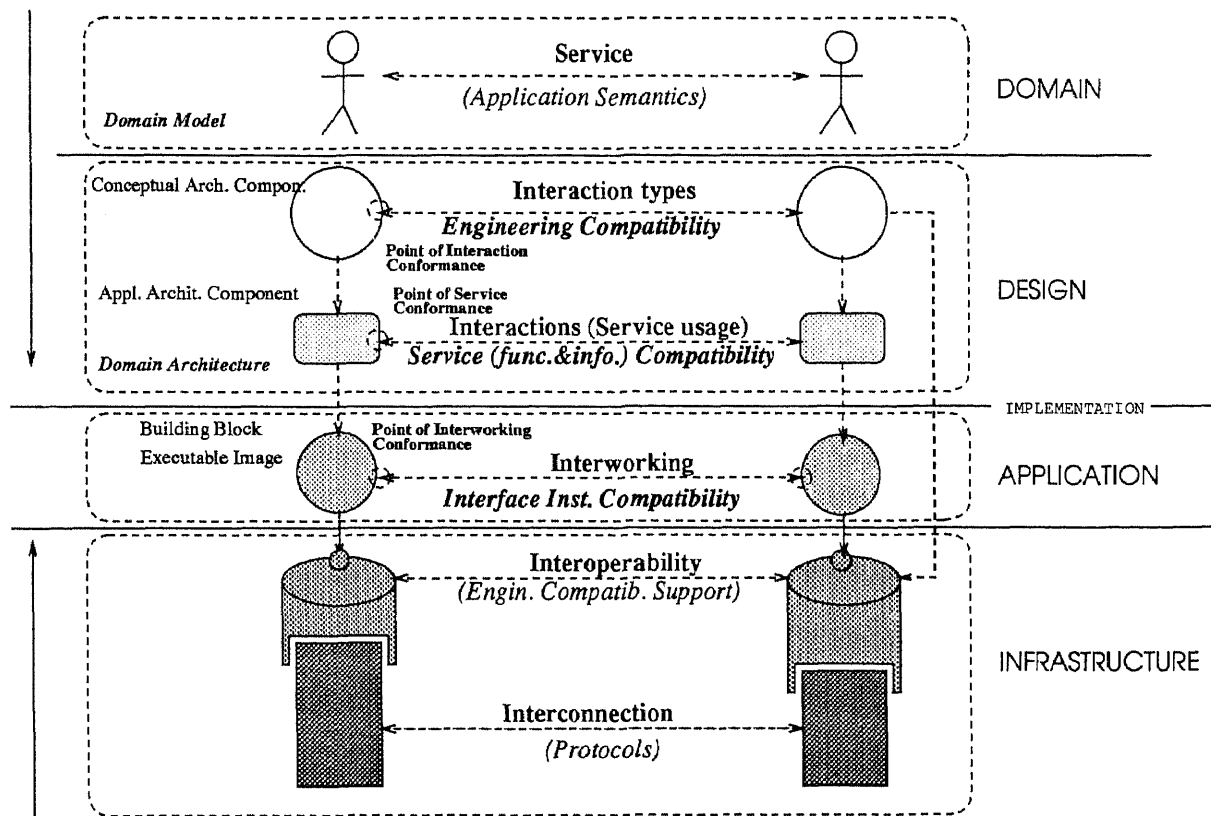 Service
(Application Semantics)
Domain Model
DOMAIN
Conceptual Arch. Compon.
Interaction types
Engineering Compatibility
Point of Interaction
Conformance
Appl. Archit. Component
Point of Service
Conformance
Interactions (Service usage)
Service (func.&info.) Compatibility
Domain Architecture
DESIGN
IMPLEMENTATION
Building Block
Executable Image
Point of Interworking
Conformance
Interworking
Interface Inst. Compatibility
APPLICATION
Interoperability
(Engin. Compatib. Support)
INFRASTRUCTURE
Interconnection
(Protocols)